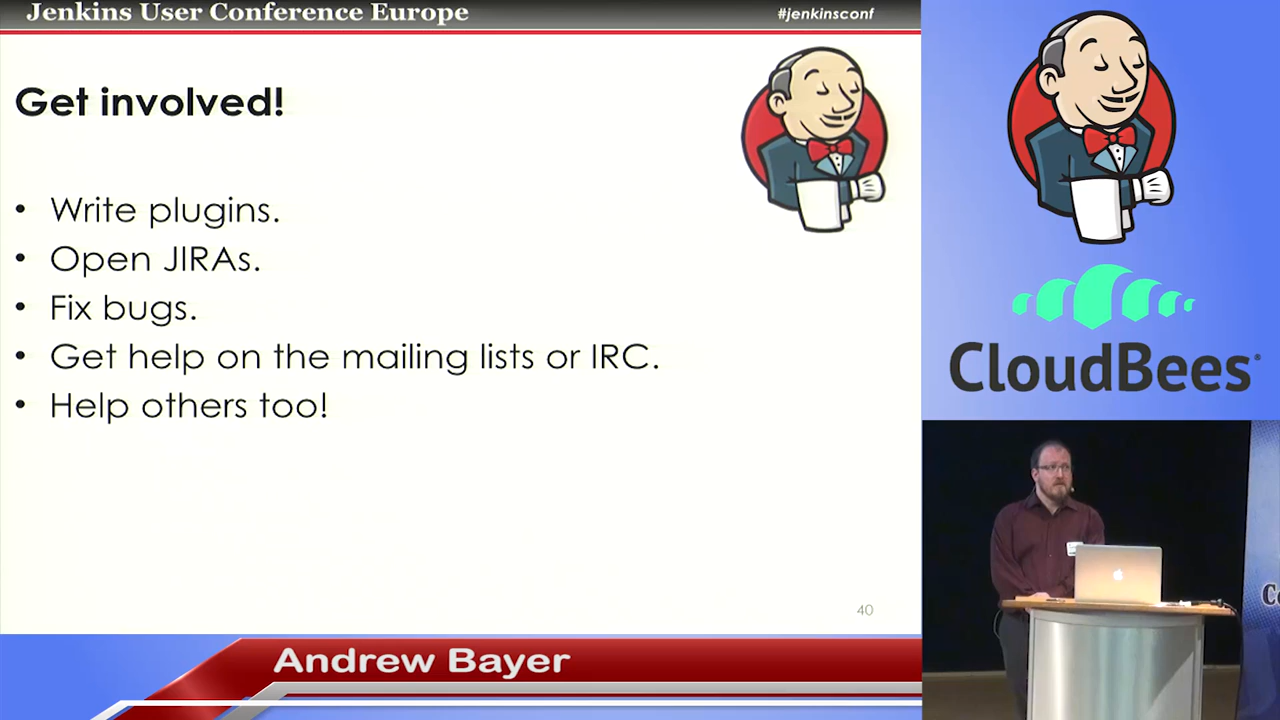 Jenkins User Conference Europe
#jenkinsconf
Get involved!
• Write plugins.
• Open JIRAs.
• Fix bugs.
• Get help on the mailing lists or IRC.
• Help others too!
40
CloudBees®
Andrew Bayer